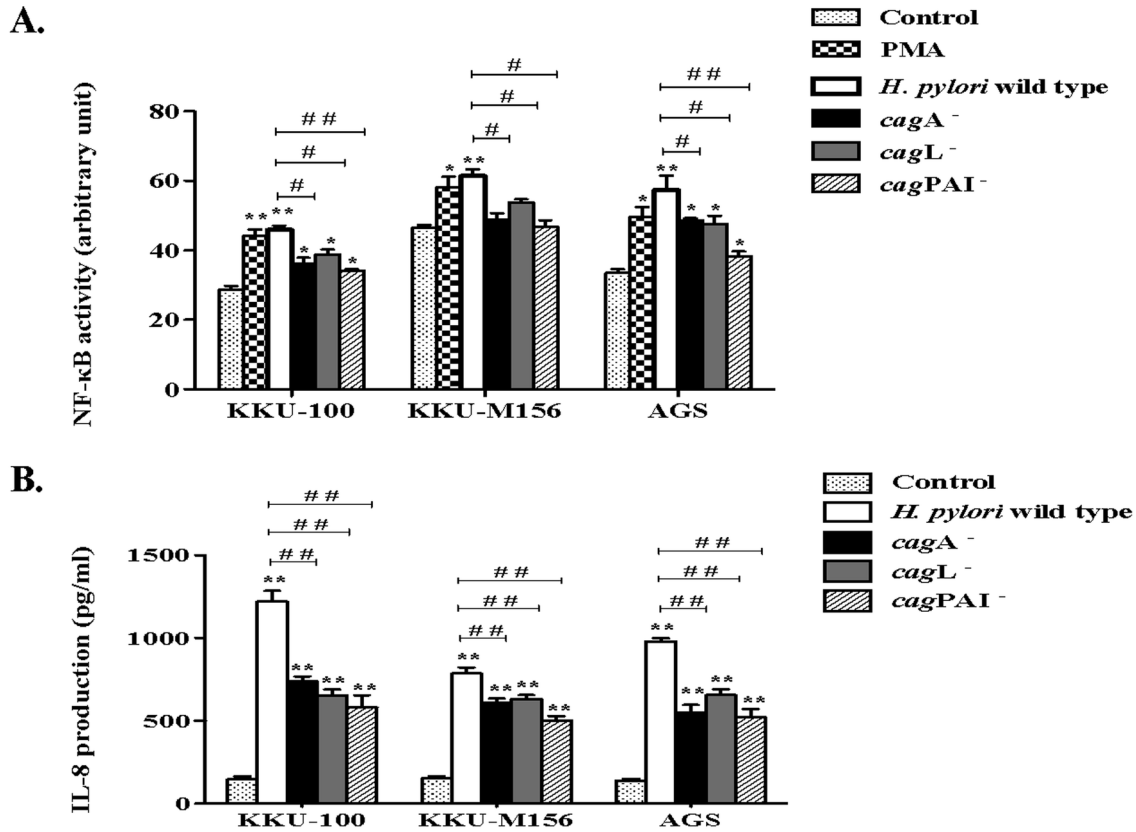 A.
Control
PMA
H. pylori wild type
cagA -
cagL -
cagPAI -
NF-κB activity (arbitrary unit)
80
60
40
20
0
# #
#
#
#
#
#
# #
#
#
** ** * * *
* **
* ** * * *
KKU-100 KKU-M156 AGS
B.
Control
H. pylori wild type
cagA -
cagL -
cagPAI -
IL-8 production (pg/ml)
1500
1000
500
0
# #
# #
# #
# #
# #
# #
# #
# #
# #
** ** ** **
** ** ** **
** ** ** **
KKU-100 KKU-M156 AGS